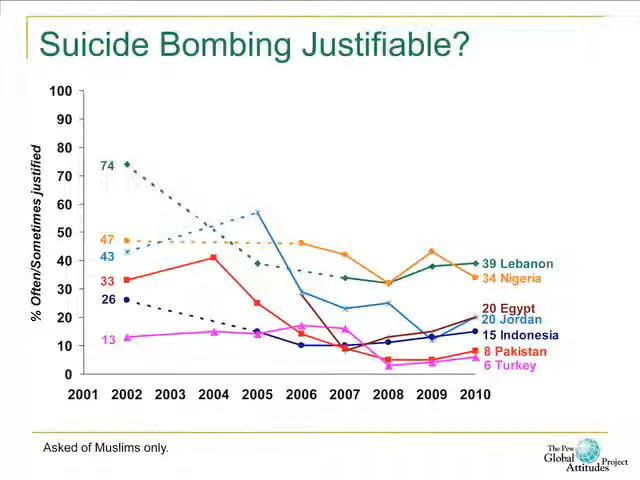 Suicide Bombing Justifiable?
% Often/Sometimes justified
100
90
80
70
60
50
40
30
20
10
0
74
47
43
33
26
13
39 Lebanon
34 Nigeria
20 Egypt
20 Jordan
15 Indonesia
8 Pakistan
6 Turkey
2001 2002 2003 2004 2005 2006 2007 2008 2009 2010
Asked of Muslims only.
The Pew
Global
Attitudes Project